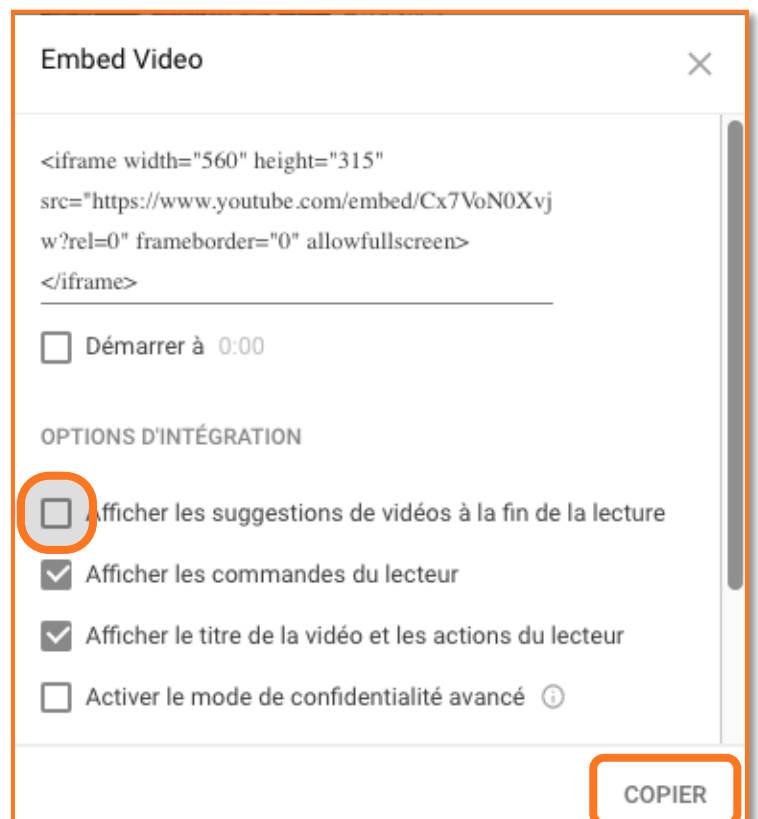 Embed Video
<iframe width="560" height="315"
src="https://www.youtube.com/embed/Cx7VoN0Xvj
w?rel=0" frameborder="0" allowfullscreen>
</iframe>
Démarrer à 0:00
OPTIONS D'INTÉGRATION
Afficher les suggestions de vidéos à la fin de la lecture
Afficher les commandes du lecteur
Afficher le titre de la vidéo et les actions du lecteur
Activer le mode de confidentialité avancé
COPIER